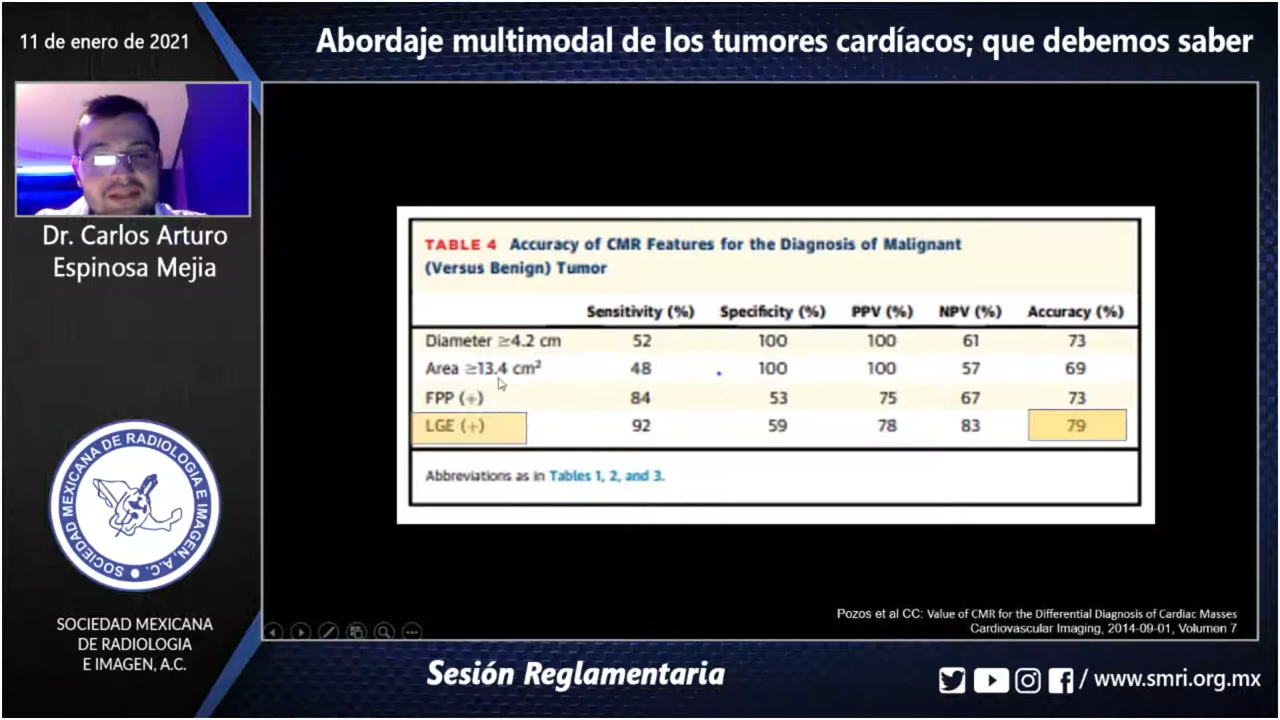 11 de enero de 2021
Abordaje multimodal de los tumores cardíacos; que debemos saber
Dr. Carlos Arturo
Espinosa Mejia
TABLE 4 Accuracy of CMR Features for the Diagnosis of Malignant
(Versus Benign) Tumor
Sensitivity (%) Specificity (%) PPV (%) NPV (%) Accuracy (%)
Diameter ≥4.2 cm 52 100 100 61 73
Area ≥13.4 cm² 48 100 100 57 69
FPP (+) 84 53 75 67 73
LGE (+) 92 59 78 83 79
Abbreviations as in Tables 1, 2, and 3.
SOCIEDAD MEXICANA DE RADIOLOGIA E IMAGEN, A.C.
SOCIEDAD MEXICANA
DE RADIOLOGIA
E IMAGEN, A.C.
Pozos et al CC: Value of CMR for the Differential Diagnosis of Cardiac Masses
Cardiovascular Imaging, 2014-09-01, Volumen 7
Sesión Reglamentaria
/ www.smri.org.mx